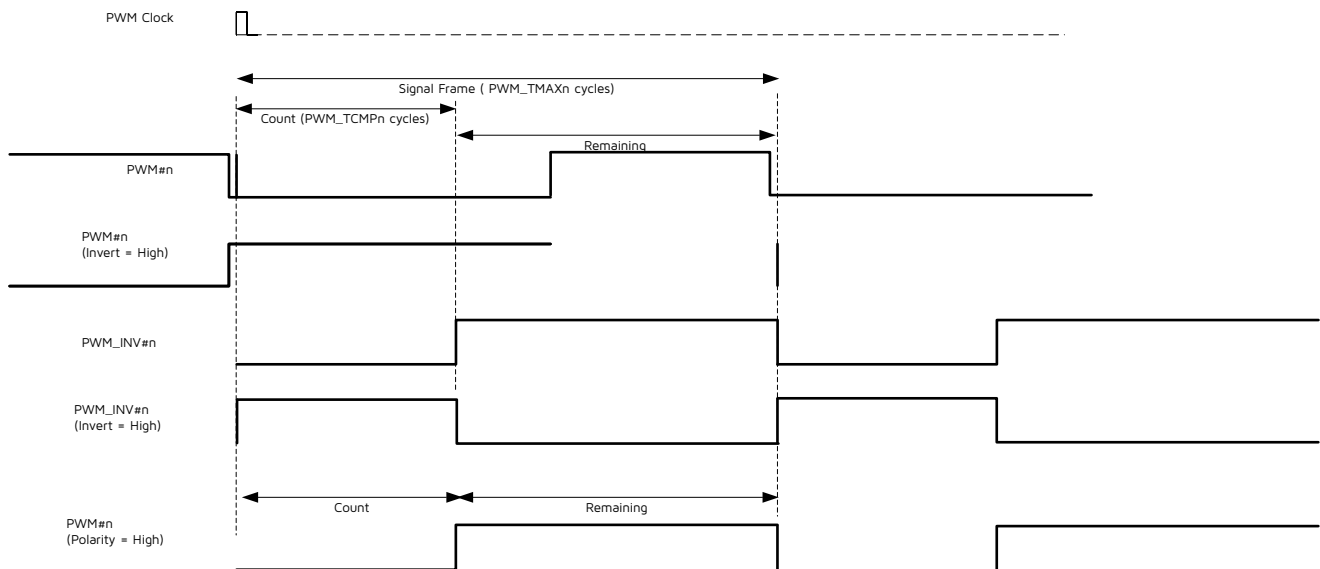 PWM Clock
Signal Frame ( PWM_TMAXn cycles)
Count (PWM_TCMPn cycles)
Remaining
PWM#n
PWM#n
(Invert = High)
PWM_INV#n
PWM_INV#n
(Invert = High)
Count
Remaining
PWM#n
(Polarity = High)